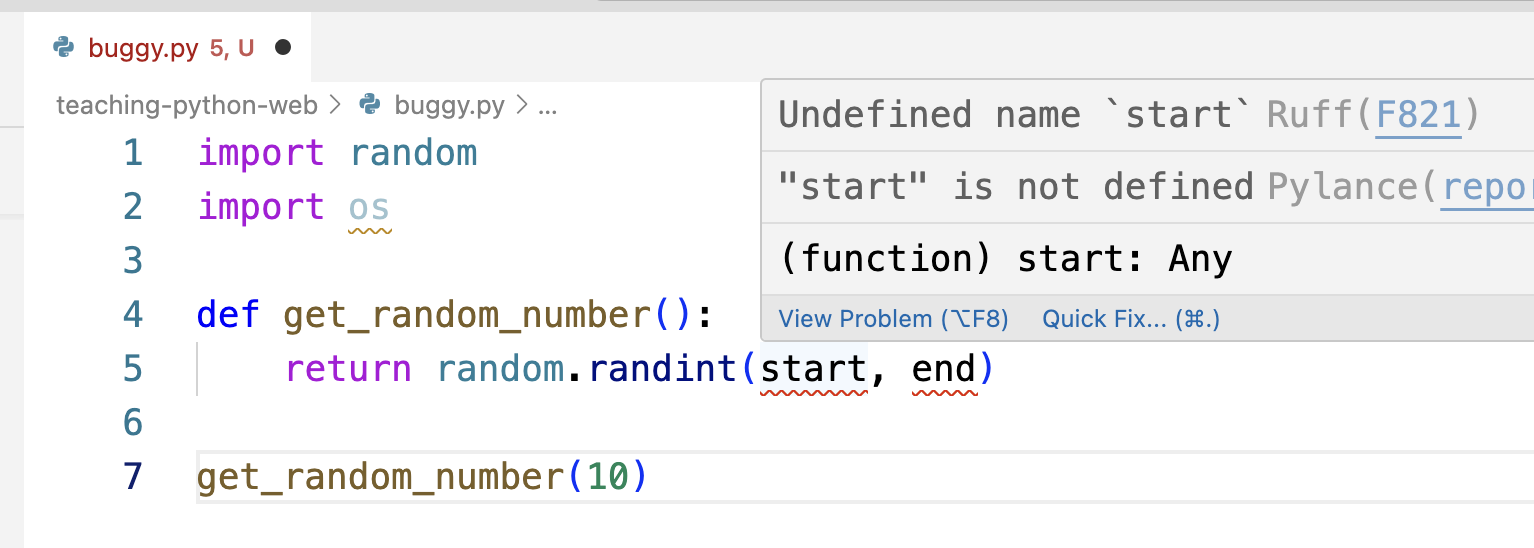 buggy.py 5, U
teaching-python-web > buggy.py > ...
1 import random
2 import os
3
4 def get_random_number():
5     return random.randint(start, end)
6
7 get_random_number(10)
Undefined name `start` Ruff(F821)
"start" is not defined Pylance(repor
(function) start: Any
View Problem (⌥F8) Quick Fix... (⌘.)